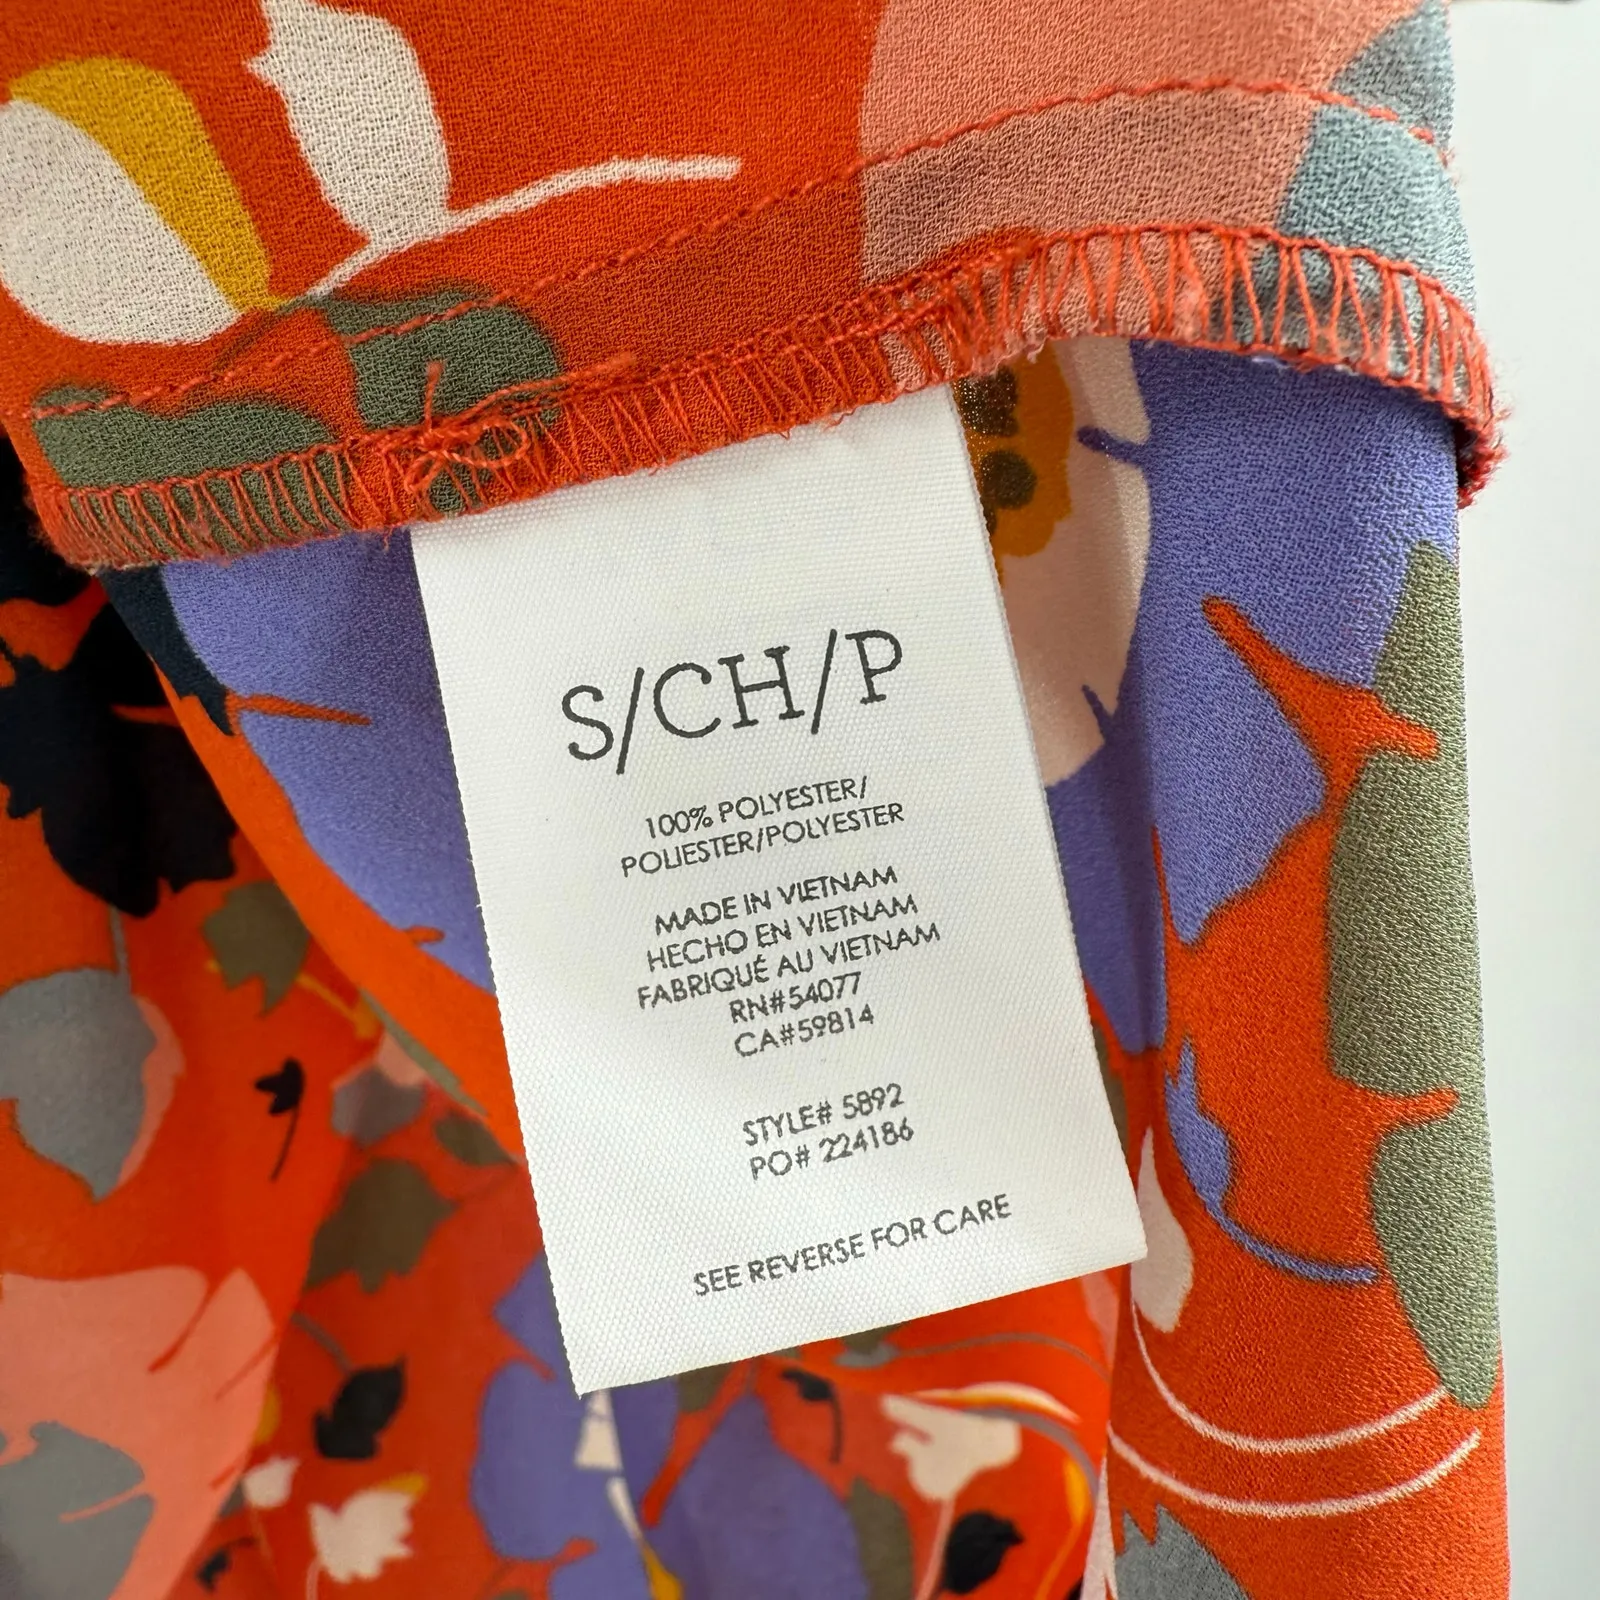 S/CH/P
100% POLYESTER/
POLIESTER/POLYESTER
MADE IN VIETNAM
HECHO EN VIETNAM
FABRIQUÉ AU VIETNAM
RN#54077
CA#59814
STYLE# 5892
PO# 224186
SEE REVERSE FOR CARE